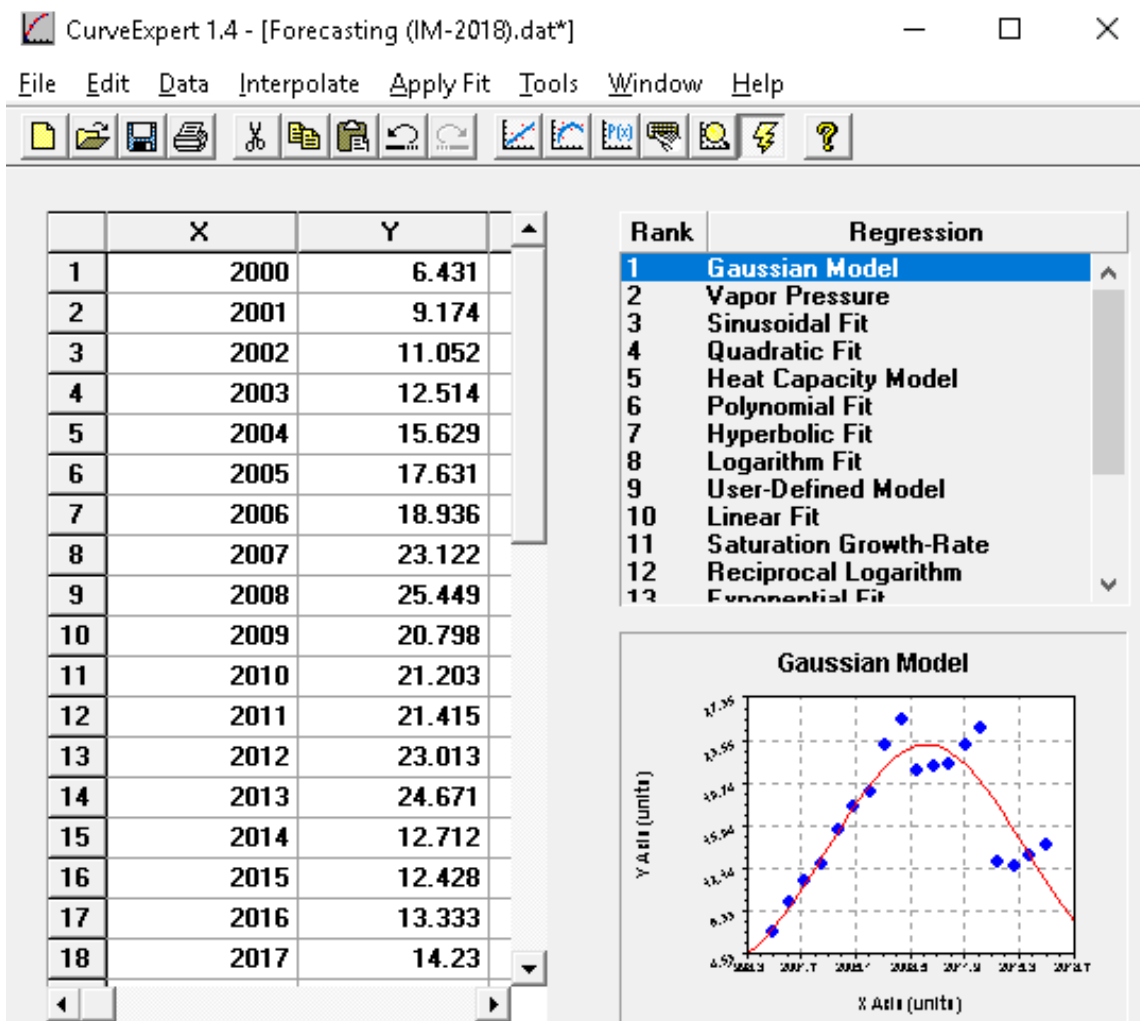 CurveExpert 1.4 - [Forecasting (IM-2018).dat*]
File Edit Data Interpolate Apply Fit Tools Window Help
P(x) ?
X Y
1 2000 6.431
2 2001 9.174
3 2002 11.052
4 2003 12.514
5 2004 15.629
6 2005 17.631
7 2006 18.936
8 2007 23.122
9 2008 25.449
10 2009 20.798
11 2010 21.203
12 2011 21.415
13 2012 23.013
14 2013 24.671
15 2014 12.712
16 2015 12.428
17 2016 13.333
18 2017 14.23
Rank Regression
1 Gaussian Model
2 Vapor Pressure
3 Sinusoidal Fit
4 Quadratic Fit
5 Heat Capacity Model
6 Polynomial Fit
7 Hyperbolic Fit
8 Logarithm Fit
9 User-Defined Model
10 Linear Fit
11 Saturation Growth-Rate
12 Reciprocal Logarithm
13 Exponential Fit
Gaussian Model
Y Axis (units)
X Axis (units)